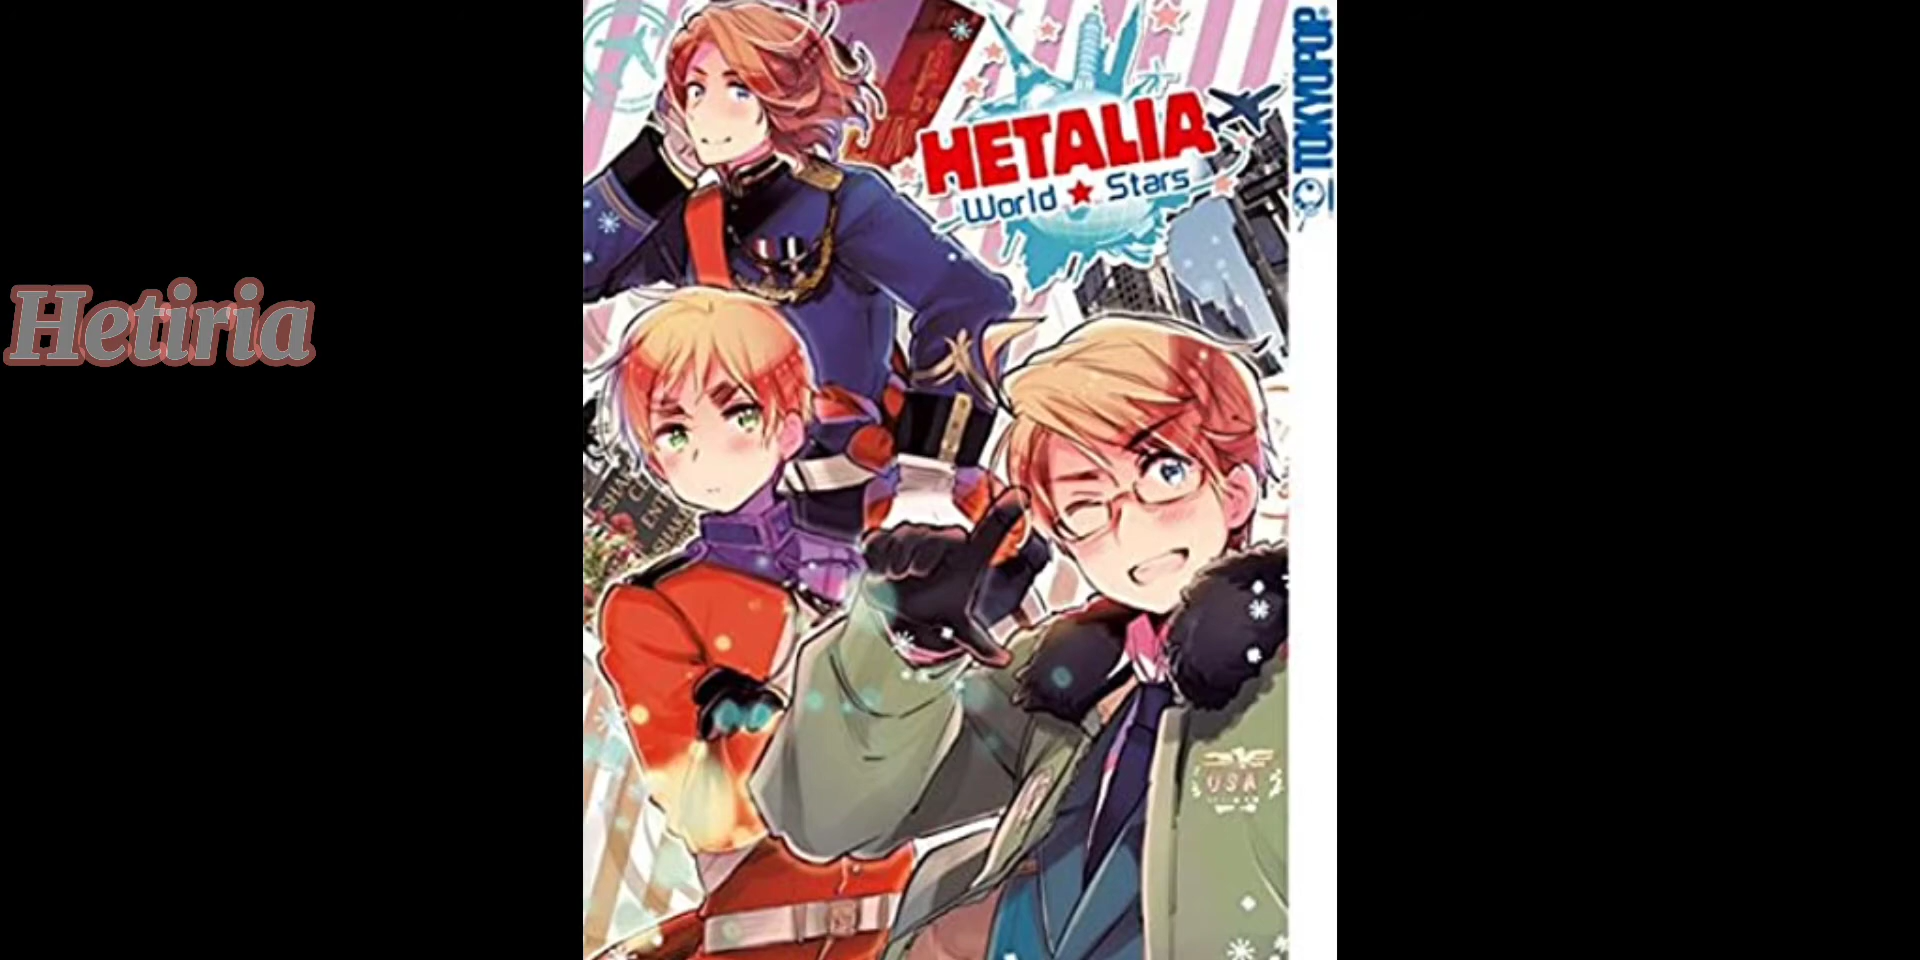 Hetiria
HETALIA
World ★ Stars
TOKYOPOP
USA